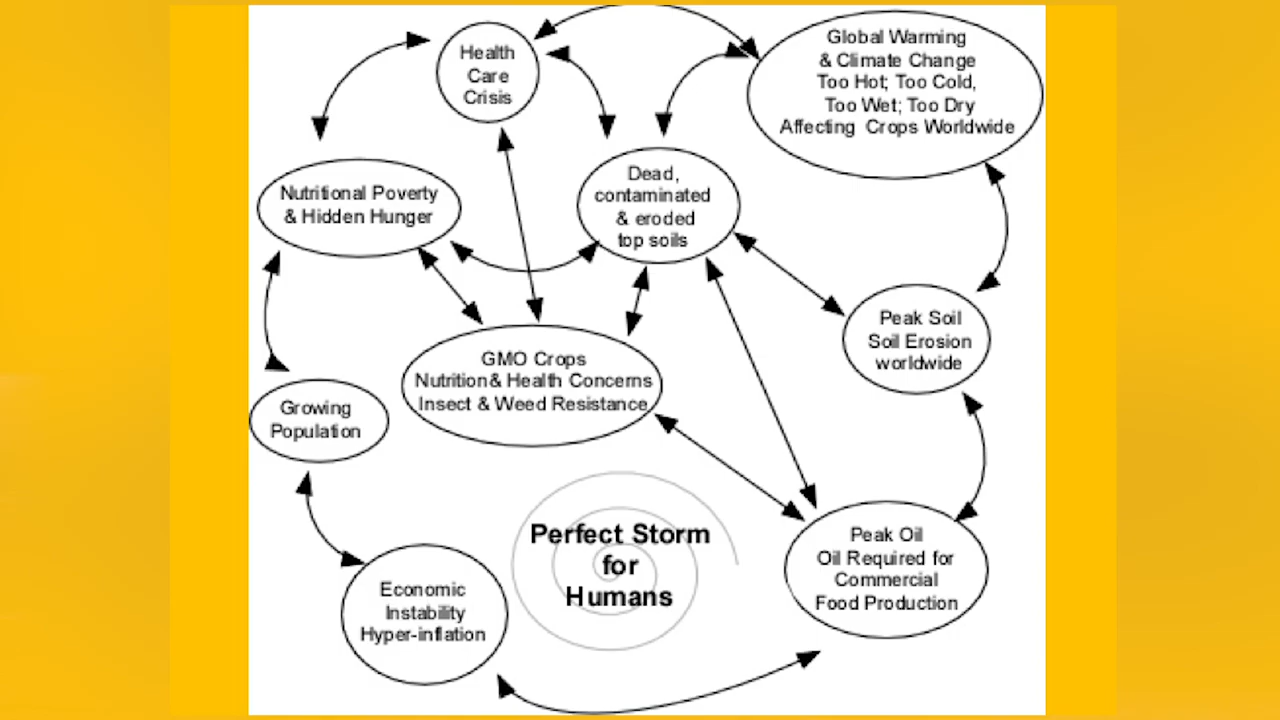 Health
Care
Crisis
Global Warming
& Climate Change
Too Hot; Too Cold,
Too Wet; Too Dry
Affecting Crops Worldwide
Nutritional Poverty
& Hidden Hunger
Dead,
contaminated
& eroded
top soils
Peak Soil
Soil Erosion
worldwide
GMO Crops
Nutrition & Health Concerns
Insect & Weed Resistance
Growing
Population
Perfect Storm
for
Humans
Peak Oil
Oil Required for
Commercial
Food Production
Economic
Instability
Hyper-inflation